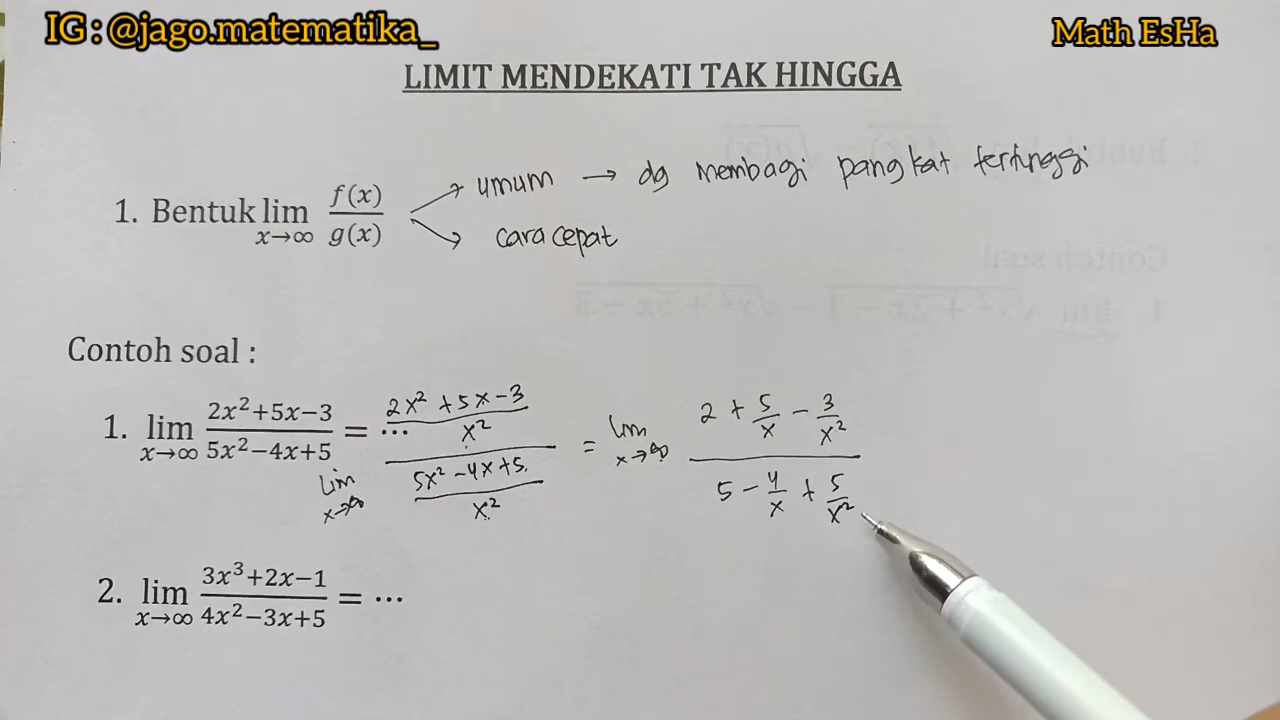 IG : @jago.matematika_
Math EsHa
LIMIT MENDEKATI TAK HINGGA
1. Bentuk lim x→∞ f(x)/g(x)
→ umum → dg membagi pangkat tertinggi
→ cara cepat
Contoh soal :
1. lim x→∞ (2x²+5x−3)/(5x²−4x+5) = ...
lim x→∞ ((2x²+5x−3)/x²)/((5x²−4x+5)/x²) = lim x→∞ (2 + 5/x − 3/x²)/(5 − 4/x + 5/x²)
2. lim x→∞ (3x³+2x−1)/(4x²−3x+5) = ...